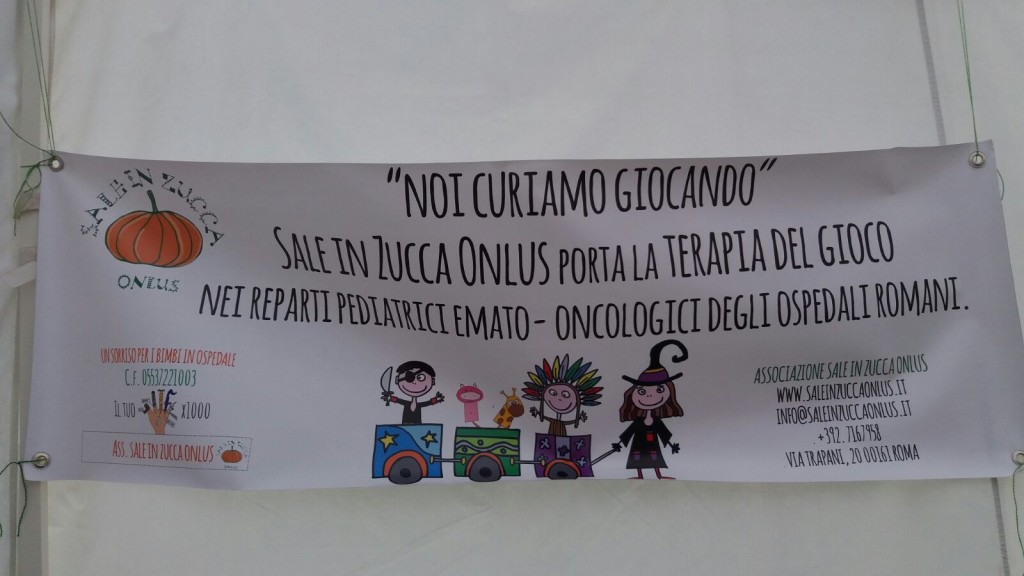 SALE IN ZUCCA
ONLUS
"NOI CURIAMO GIOCANDO"
SALE IN ZUCCA ONLUS PORTA LA TERAPIA DEL GIOCO
NEI REPARTI PEDIATRICI EMATO- ONCOLOGICI DEGLI OSPEDALI ROMANI.
UN SORRISO PER I BIMBI IN OSPEDALE
C.F. 05537221003
IL TUO x1000
ASS. SALE IN ZUCCA ONLUS
ASSOCIAZIONE SALE IN ZUCCA ONLUS
WWW.SALEINZUCCAONLUS.IT
INFO@SALEINZUCCAONLUS.IT
+392.7167958
VIA TRAPANI, 20 00161 ROMA